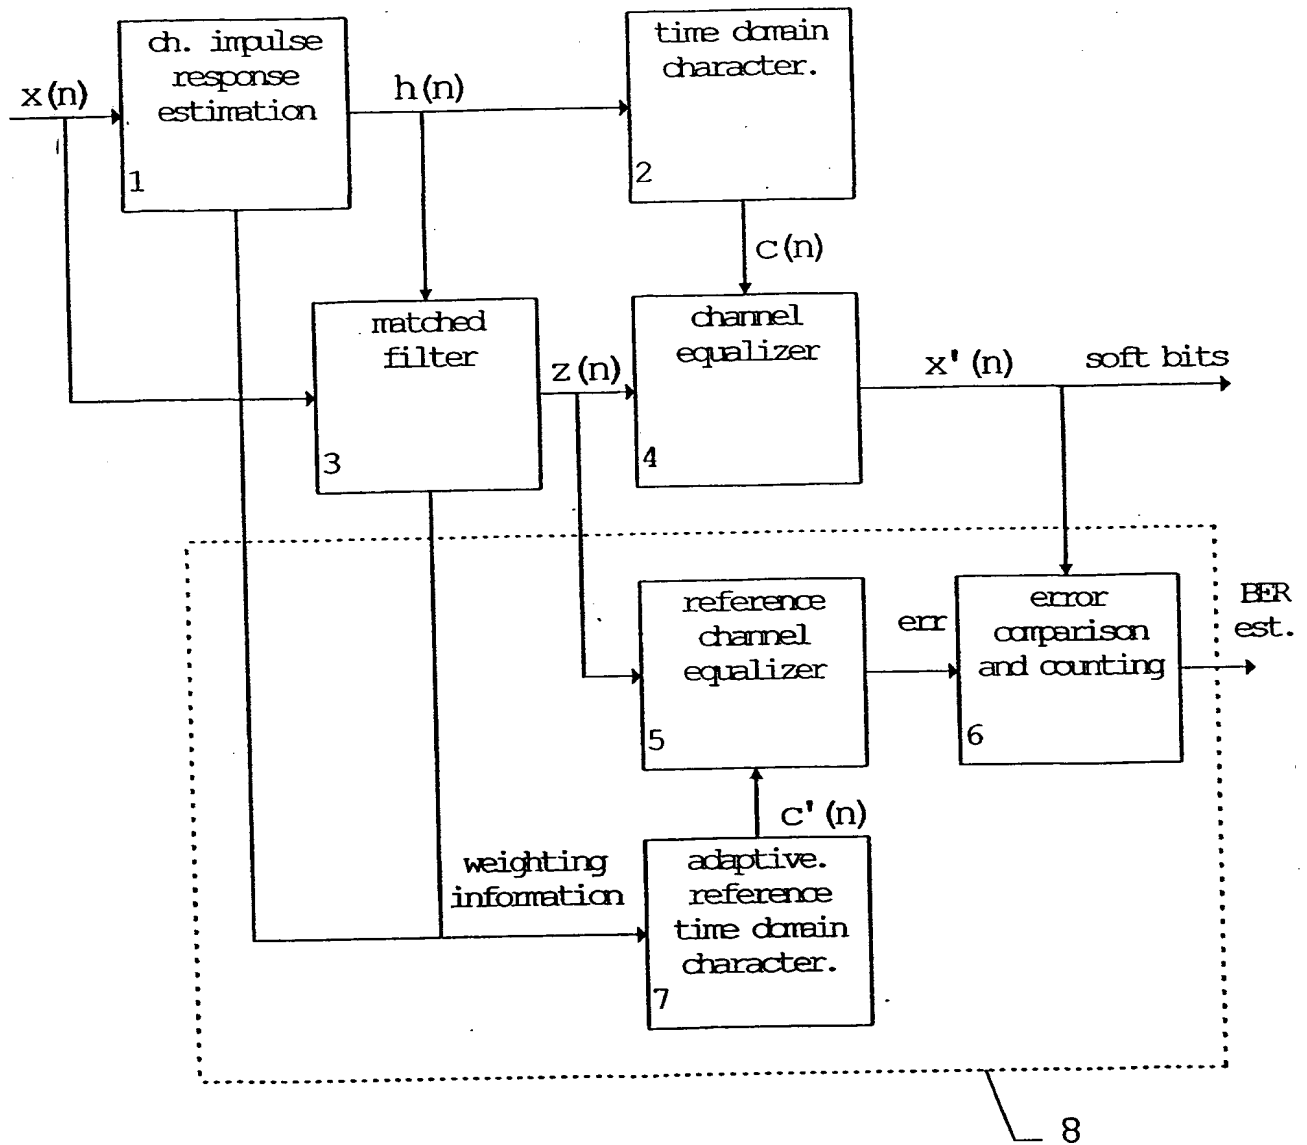 x(n)
ch. impulse
response
estimation
1
h(n)
time domain
character.
2
c(n)
matched
filter
3
z(n)
channel
equalizer
4
x'(n)
soft bits
reference
channel
equalizer
5
err
error
comparison
and counting
6
BER
est.
c'(n)
weighting
information
adaptive.
reference
time domain
character.
7
8